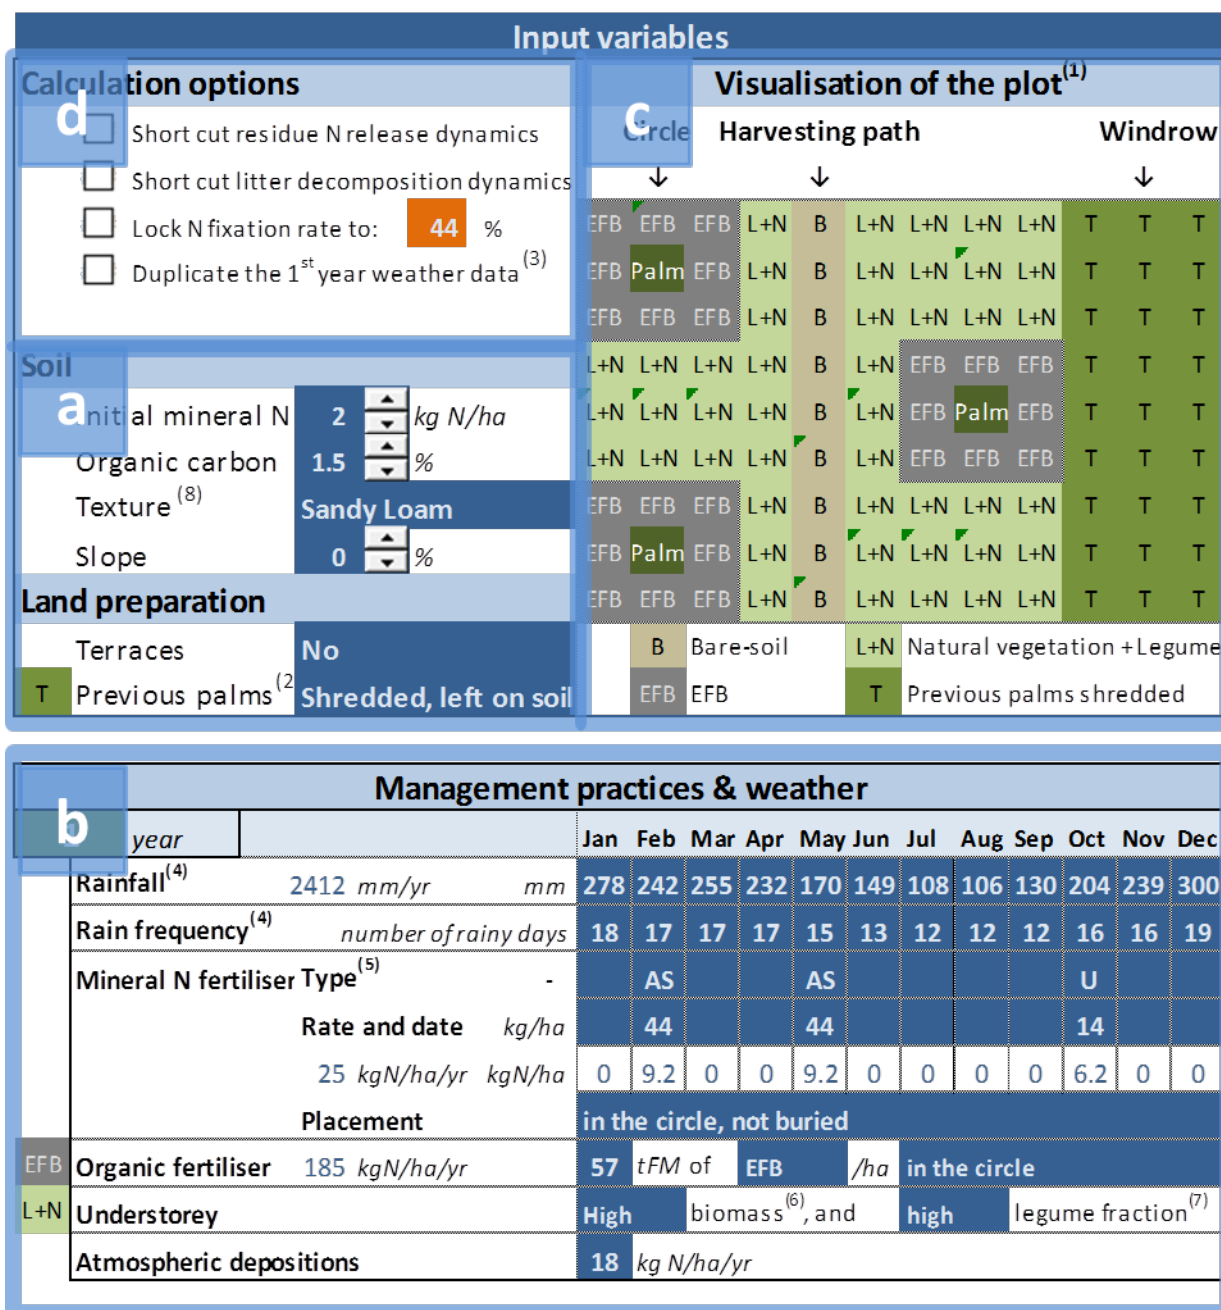 Input variables
d
Calculation options
Short cut residue N release dynamics
Short cut litter decomposition dynamics
Lock N fixation rate to: 44 %
Duplicate the 1st year weather data (3)
c
Visualisation of the plot(1)
Circle Harvesting path Windrow
↓ ↓ ↓
EFB EFB EFB L+N B L+N L+N L+N L+N T T T
EFB Palm EFB L+N B L+N L+N L+N L+N T T T
EFB EFB EFB L+N B L+N L+N L+N L+N T T T
L+N L+N L+N L+N B L+N EFB EFB EFB T T T
L+N L+N L+N L+N B L+N EFB Palm EFB T T T
L+N L+N L+N L+N B L+N EFB EFB EFB T T T
EFB EFB EFB L+N B L+N L+N L+N L+N T T T
EFB Palm EFB L+N B L+N L+N L+N L+N T T T
EFB EFB EFB L+N B L+N L+N L+N L+N T T T
B Bare-soil L+N Natural vegetation + Legume
EFB EFB T Previous palms shredded
a
Soil
Initial mineral N 2 kg N/ha
Organic carbon 1.5 %
Texture (8) Sandy Loam
Slope 0 %
Land preparation
Terraces No
T Previous palms(2 Shredded, left on soil
b
Management practices & weather
year Jan Feb Mar Apr May Jun Jul Aug Sep Oct Nov Dec
Rainfall(4) 2412 mm/yr mm 278 242 255 232 170 149 108 106 130 204 239 300
Rain frequency(4) number of rainy days 18 17 17 17 15 13 12 12 12 16 16 19
Mineral N fertiliser Type(5) - AS AS U
Rate and date kg/ha 44 44 14
25 kgN/ha/yr kgN/ha 0 9.2 0 0 9.2 0 0 0 0 6.2 0 0
Placement in the circle, not buried
EFB Organic fertiliser 185 kgN/ha/yr 57 tFM of EFB /ha in the circle
L+N Understorey High biomass(6), and high legume fraction(7)
Atmospheric depositions 18 kg N/ha/yr